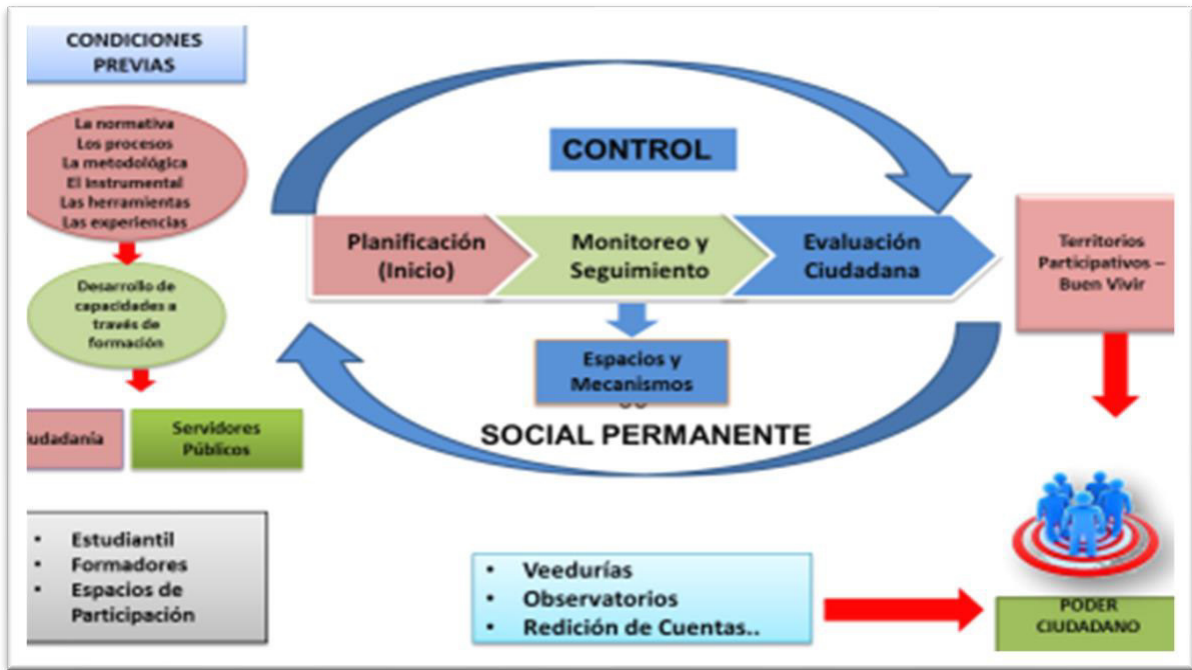 CONDICIONES
PREVIAS
La normativa
Los procesos
La metodológica
El instrumental
Las herramientas
Las experiencias
Desarrollo de
capacidades a
través de
formación
iudadanía
Servidores
Públicos
• Estudiantil
• Formadores
• Espacios de
Participación
CONTROL
Planificación
(Inicio)
Monitoreo y
Seguimiento
Evaluación
Ciudadana
Espacios y
Mecanismos
SOCIAL PERMANENTE
• Veedurías
• Observatorios
• Redición de Cuentas..
Territorios
Participativos –
Buen Vivir
PODER
CIUDADANO